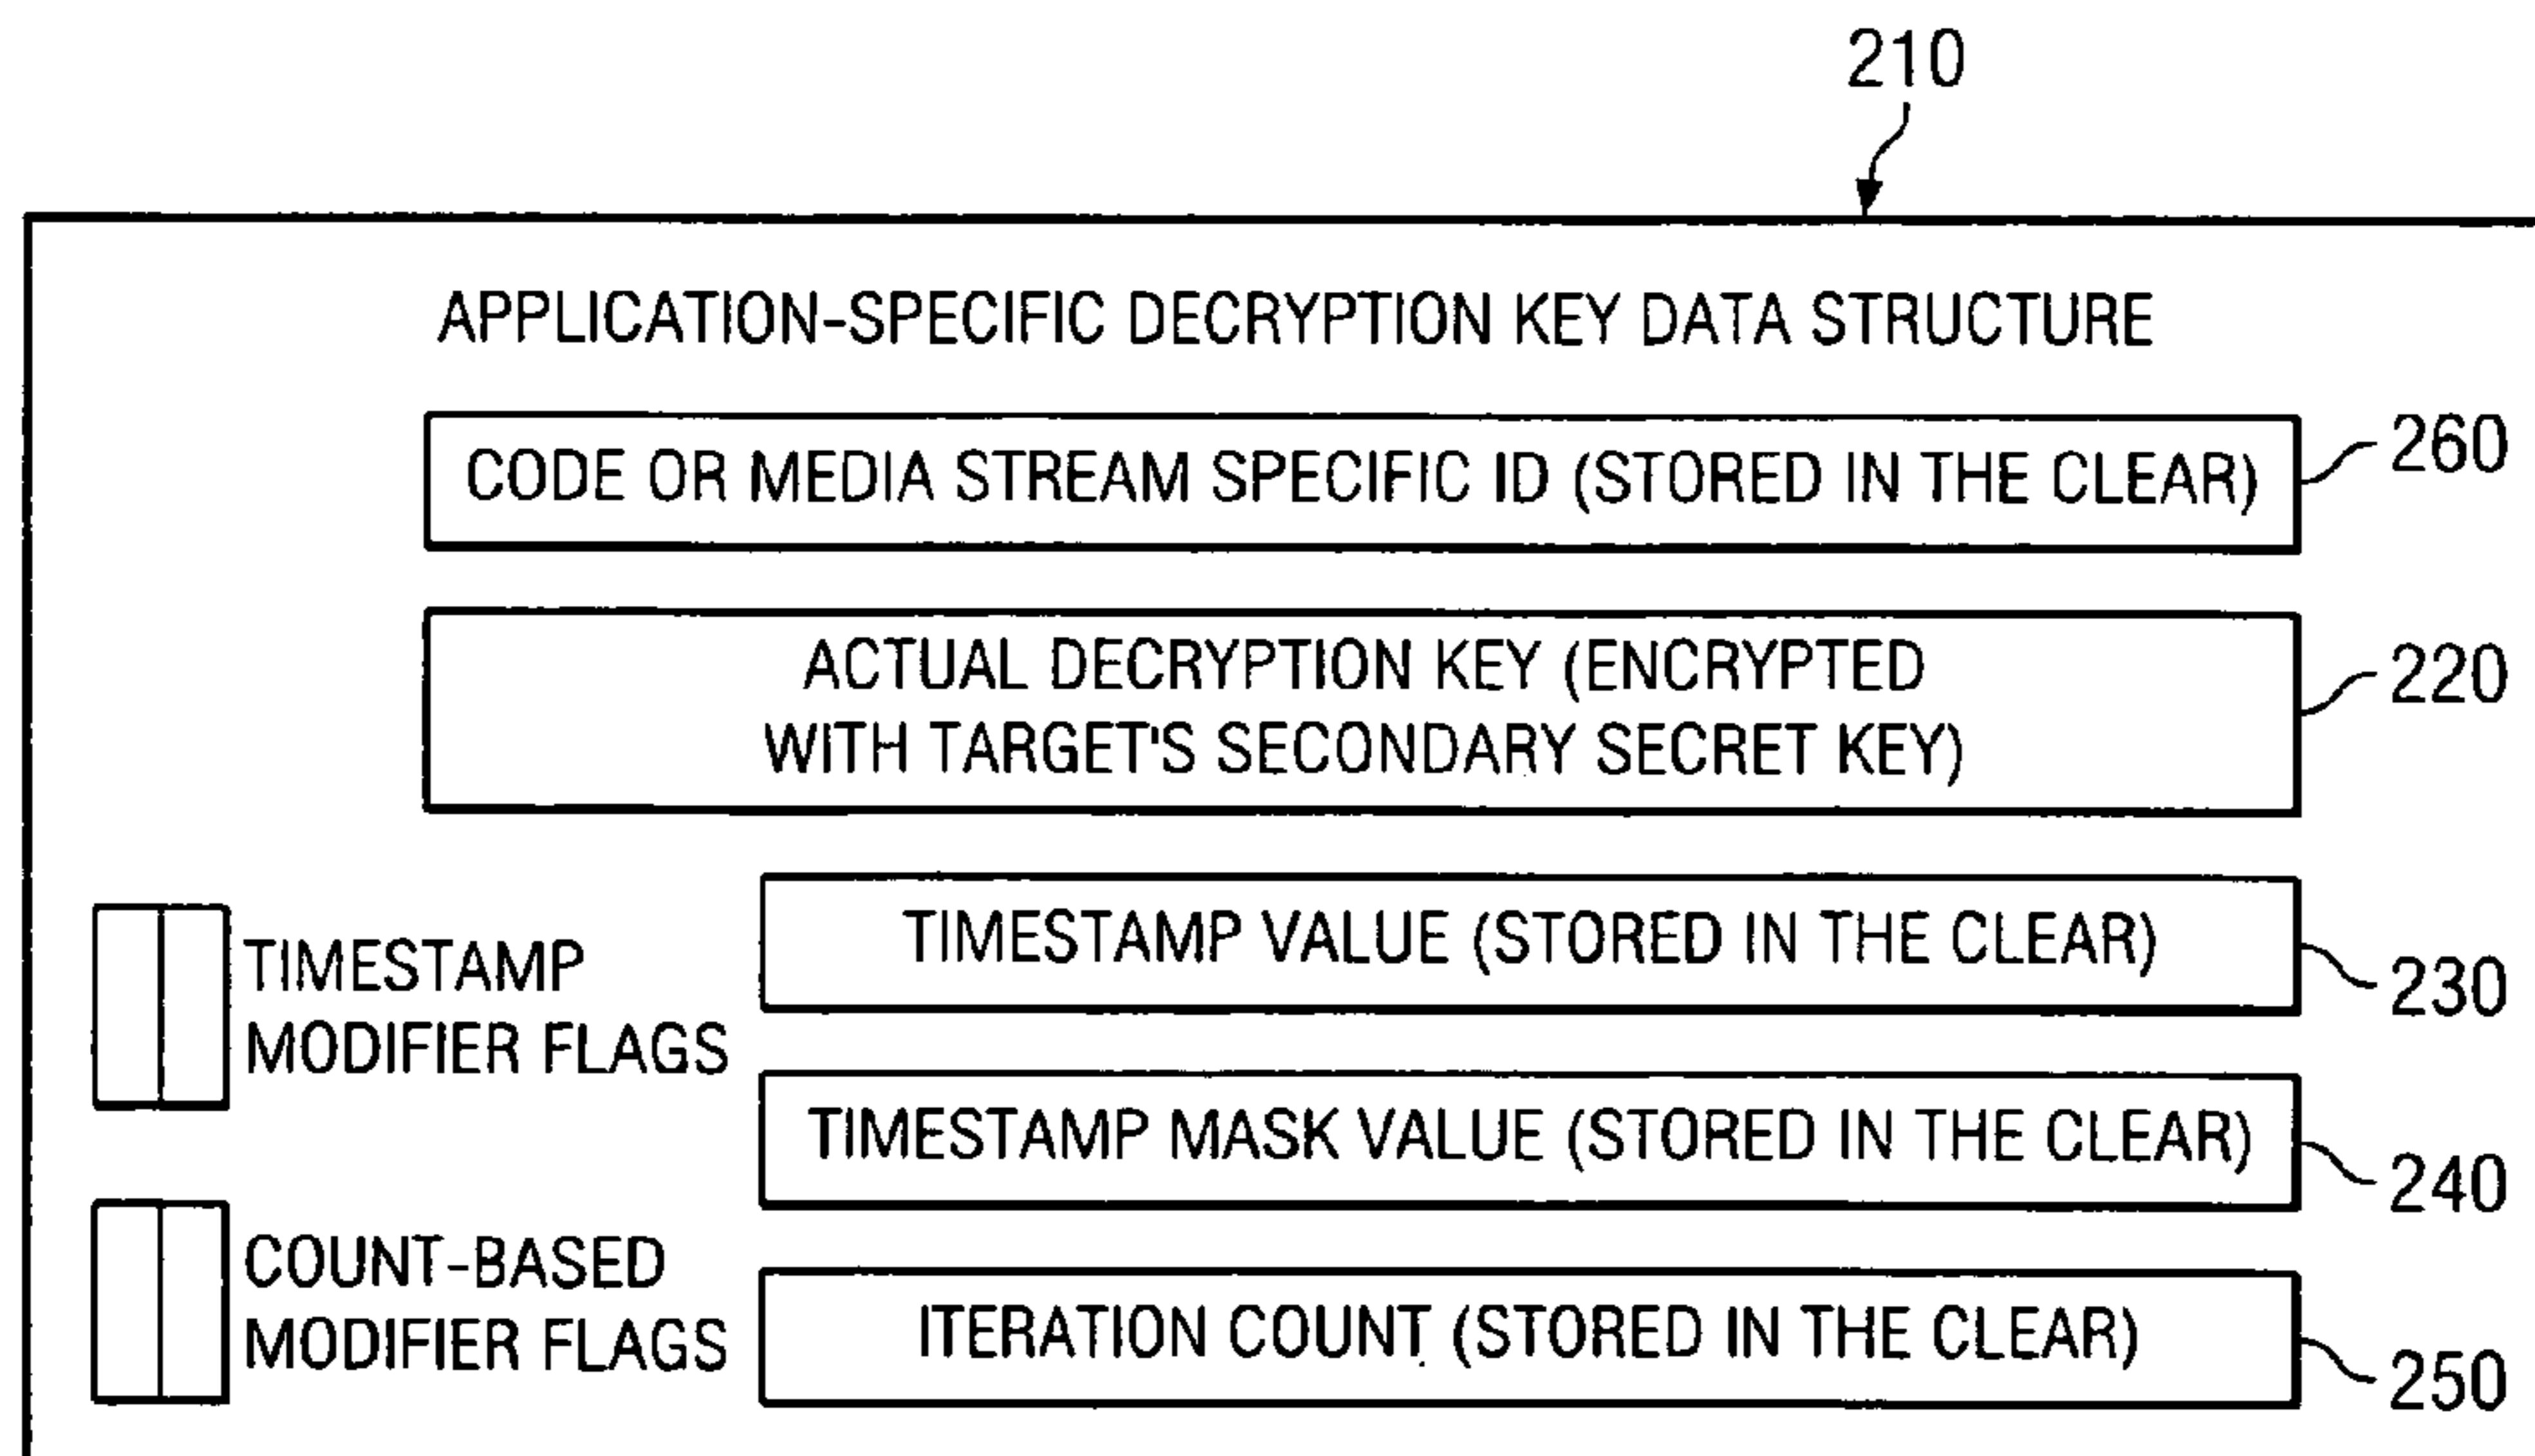 210
APPLICATION-SPECIFIC DECRYPTION KEY DATA STRUCTURE
CODE OR MEDIA STREAM SPECIFIC ID (STORED IN THE CLEAR)
260
ACTUAL DECRYPTION KEY (ENCRYPTED
WITH TARGET'S SECONDARY SECRET KEY)
220
TIMESTAMP
MODIFIER FLAGS
TIMESTAMP VALUE (STORED IN THE CLEAR)
230
TIMESTAMP MASK VALUE (STORED IN THE CLEAR)
240
COUNT-BASED
MODIFIER FLAGS
ITERATION COUNT (STORED IN THE CLEAR)
250